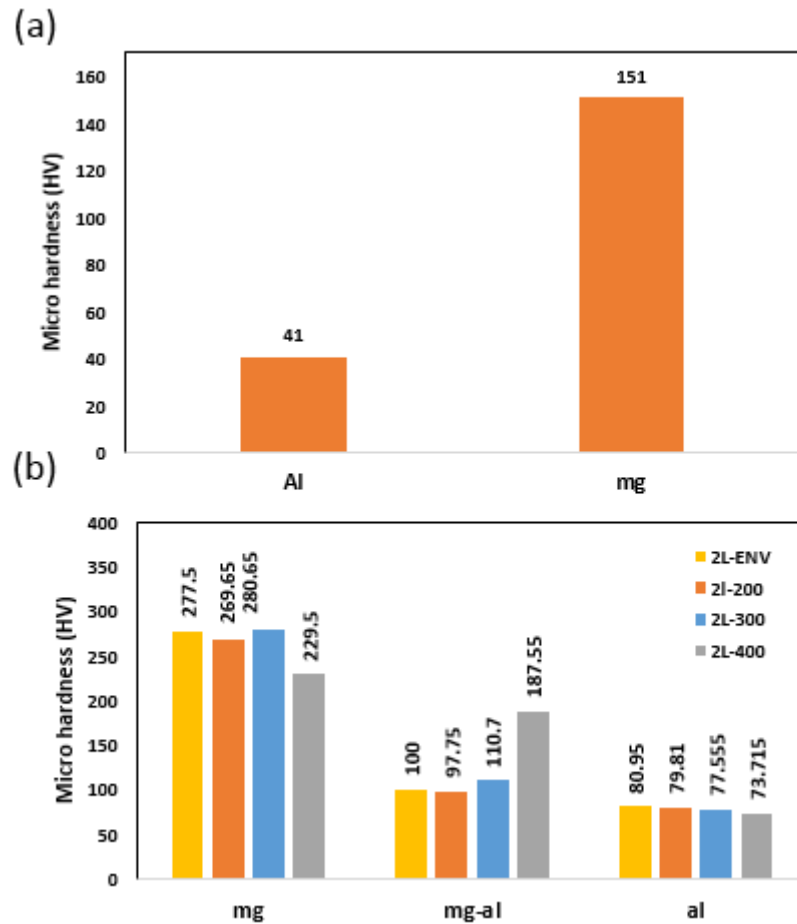 (a)
Micro hardness (HV)
160
140
120
100
80
60
40
20
0
41
151
Al
mg
(b)
Micro hardness (HV)
400
350
300
250
200
150
100
50
0
277.5
269.65
280.65
229.5
100
97.75
110.7
187.55
80.95
79.81
77.555
73.715
2L-ENV
2l-200
2L-300
2L-400
mg
mg-al
al